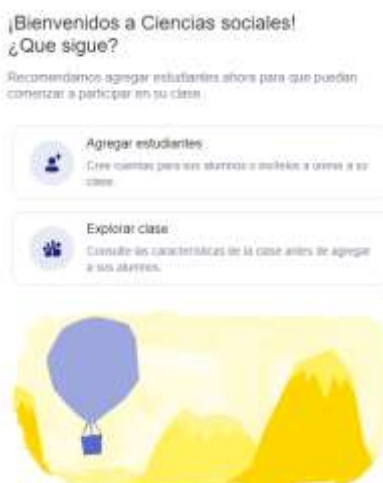 ¡Bienvenidos a Ciencias sociales!
¿Que sigue?
Recomendamos agregar estudiantes ahora para que puedan
comenzar a participar en su clase.
Agregar estudiantes
Cree cuentas para sus alumnos o invítelos a unirse a su
clase.
Explorar clase
Consulte las características de la clase antes de agregar
a sus alumnos.